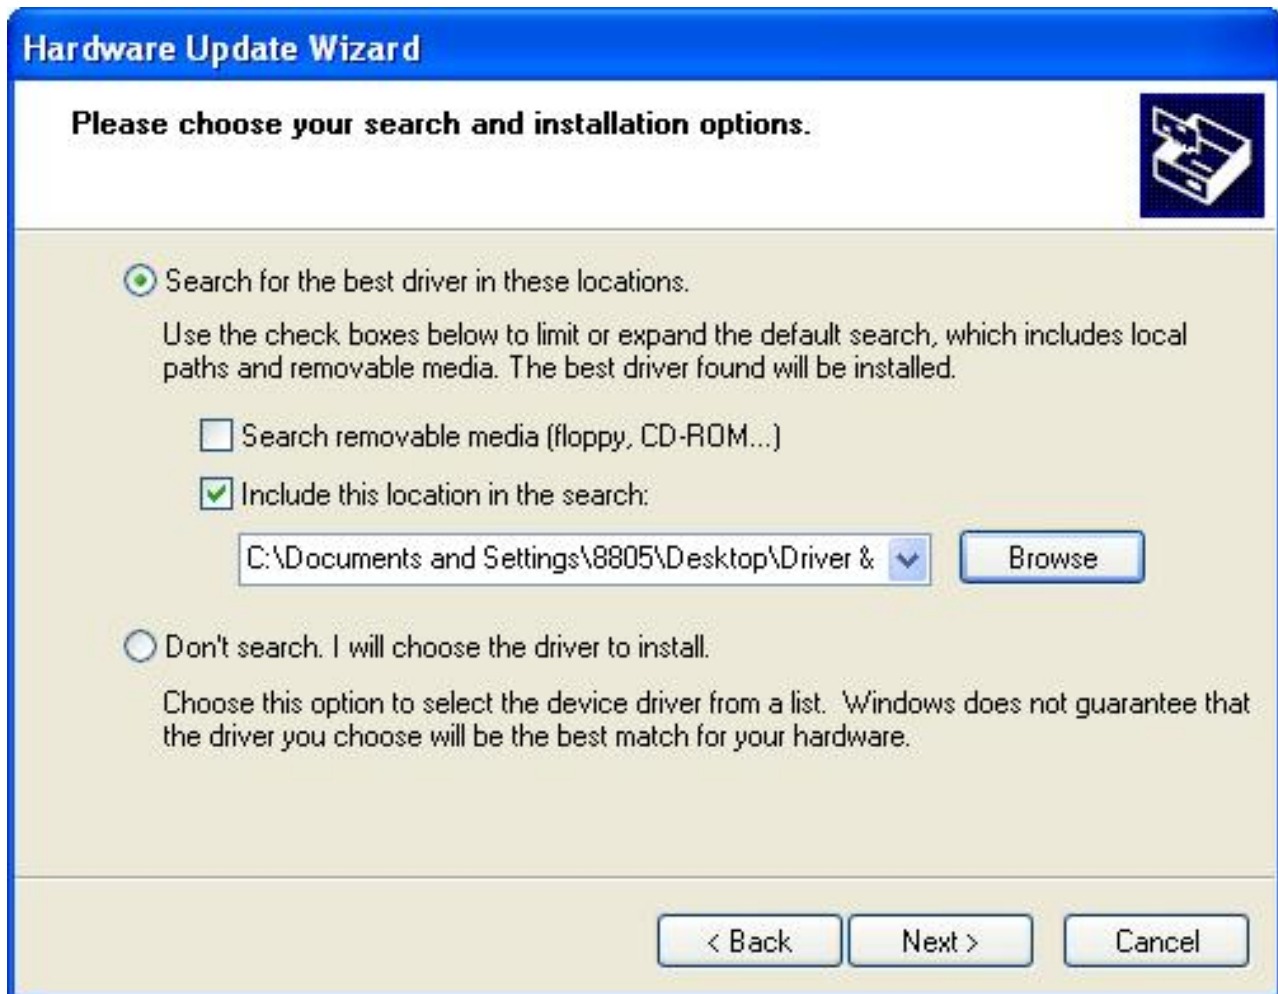 Hardware Update Wizard
Please choose your search and installation options.
Search for the best driver in these locations.
Use the check boxes below to limit or expand the default search, which includes local
paths and removable media. The best driver found will be installed.
Search removable media (floppy, CD-ROM...)
Include this location in the search:
C:\Documents and Settings\8805\Desktop\Driver &
Browse
Don't search. I will choose the driver to install.
Choose this option to select the device driver from a list.  Windows does not guarantee that
the driver you choose will be the best match for your hardware.
< Back
Next >
Cancel